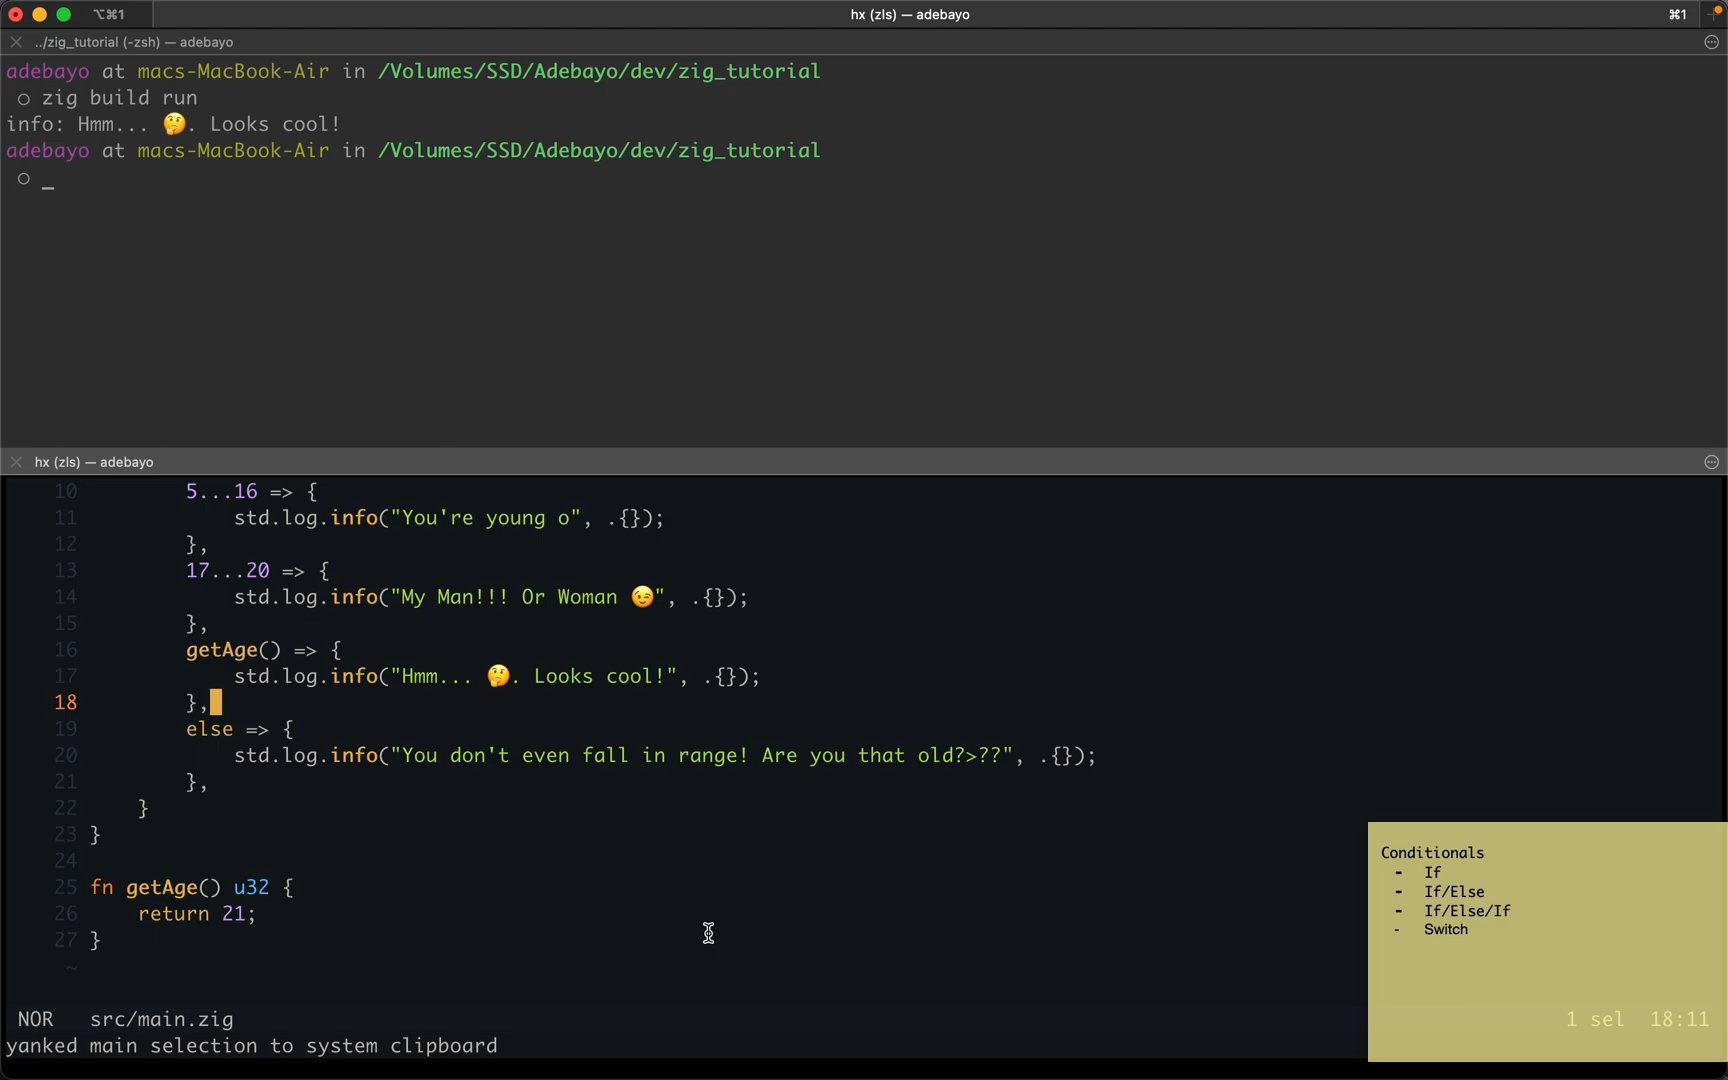 ⌥⌘1
hx (zls) — adebayo
⌘1
../zig_tutorial (-zsh) — adebayo
adebayo at macs-MacBook-Air in /Volumes/SSD/Adebayo/dev/zig_tutorial
○ zig build run
info: Hmm... 🤔. Looks cool!
adebayo at macs-MacBook-Air in /Volumes/SSD/Adebayo/dev/zig_tutorial
○ _
hx (zls) — adebayo
10 5...16 => {
11 std.log.info("You're young o", .{});
12 },
13 17...20 => {
14 std.log.info("My Man!!! Or Woman 😉", .{});
15 },
16 getAge() => {
17 std.log.info("Hmm... 🤔. Looks cool!", .{});
18 },
19 else => {
20 std.log.info("You don't even fall in range! Are you that old?>??", .{});
21 },
22 }
23 }
24
25 fn getAge() u32 {
26 return 21;
27 }
~
Conditionals
- If
- If/Else
- If/Else/If
- Switch
NOR src/main.zig
1 sel 18:11
yanked main selection to system clipboard